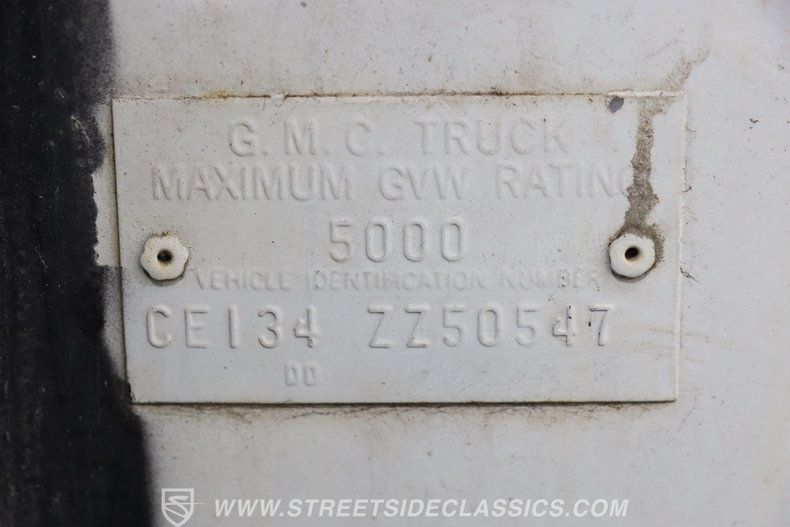 G. M. C. TRUCK
MAXIMUM GVW RATING
5000
VEHICLE IDENTIFICATION NUMBER
CE134 ZZ50547
DD
WWW.STREETSIDECLASSICS.COM